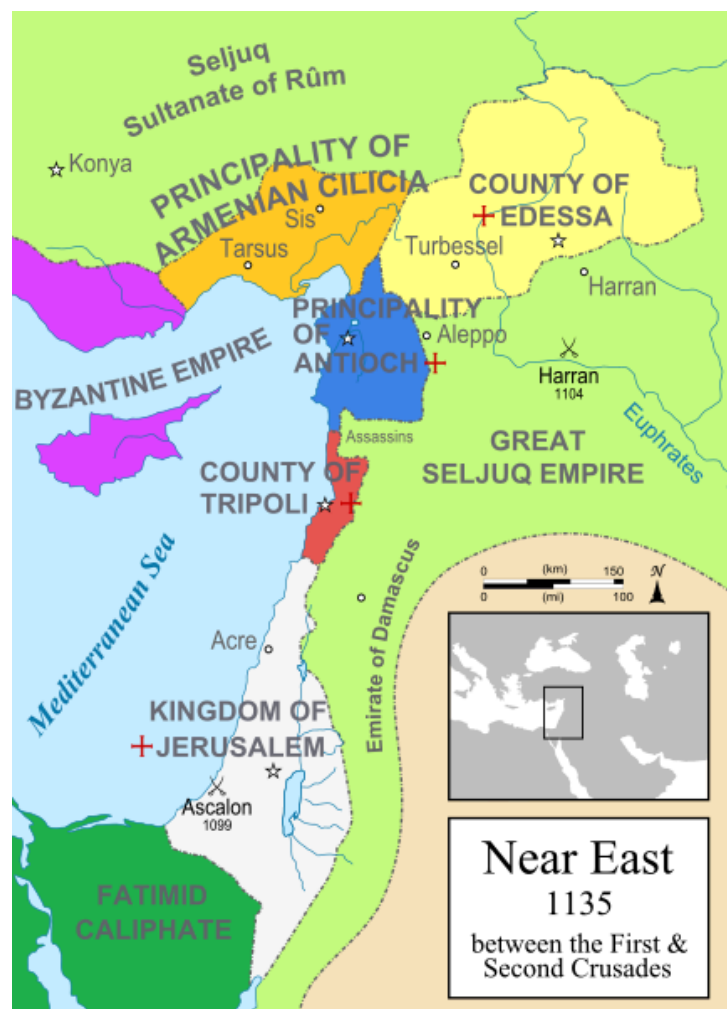 Seljuq
Sultanate of Rûm
Konya
PRINCIPALITY OF
ARMENIAN CILICIA
Sis
Tarsus
COUNTY OF
EDESSA
Turbessel
Harran
PRINCIPALITY
OF
ANTIOCH
Aleppo
Harran
1104
BYZANTINE EMPIRE
Euphrates
Assassins
GREAT
SELJUQ EMPIRE
COUNTY OF
TRIPOLI
Mediterranean Sea
Emirate of Damascus
0 (km) 150
0 (mi) 100
N
Acre
KINGDOM OF
JERUSALEM
Ascalon
1099
FATIMID
CALIPHATE
Near East
1135
between the First &
Second Crusades